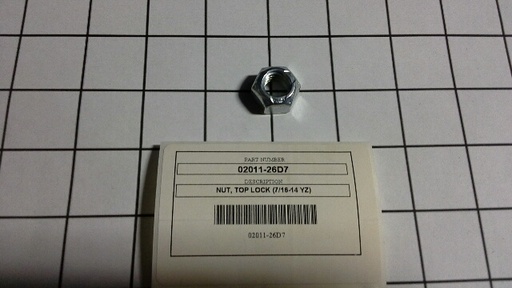 PART NUMBER
02011-26D7
DESCRIPTION
NUT, TOP LOCK (7/16-14 YZ)
02011-26D7